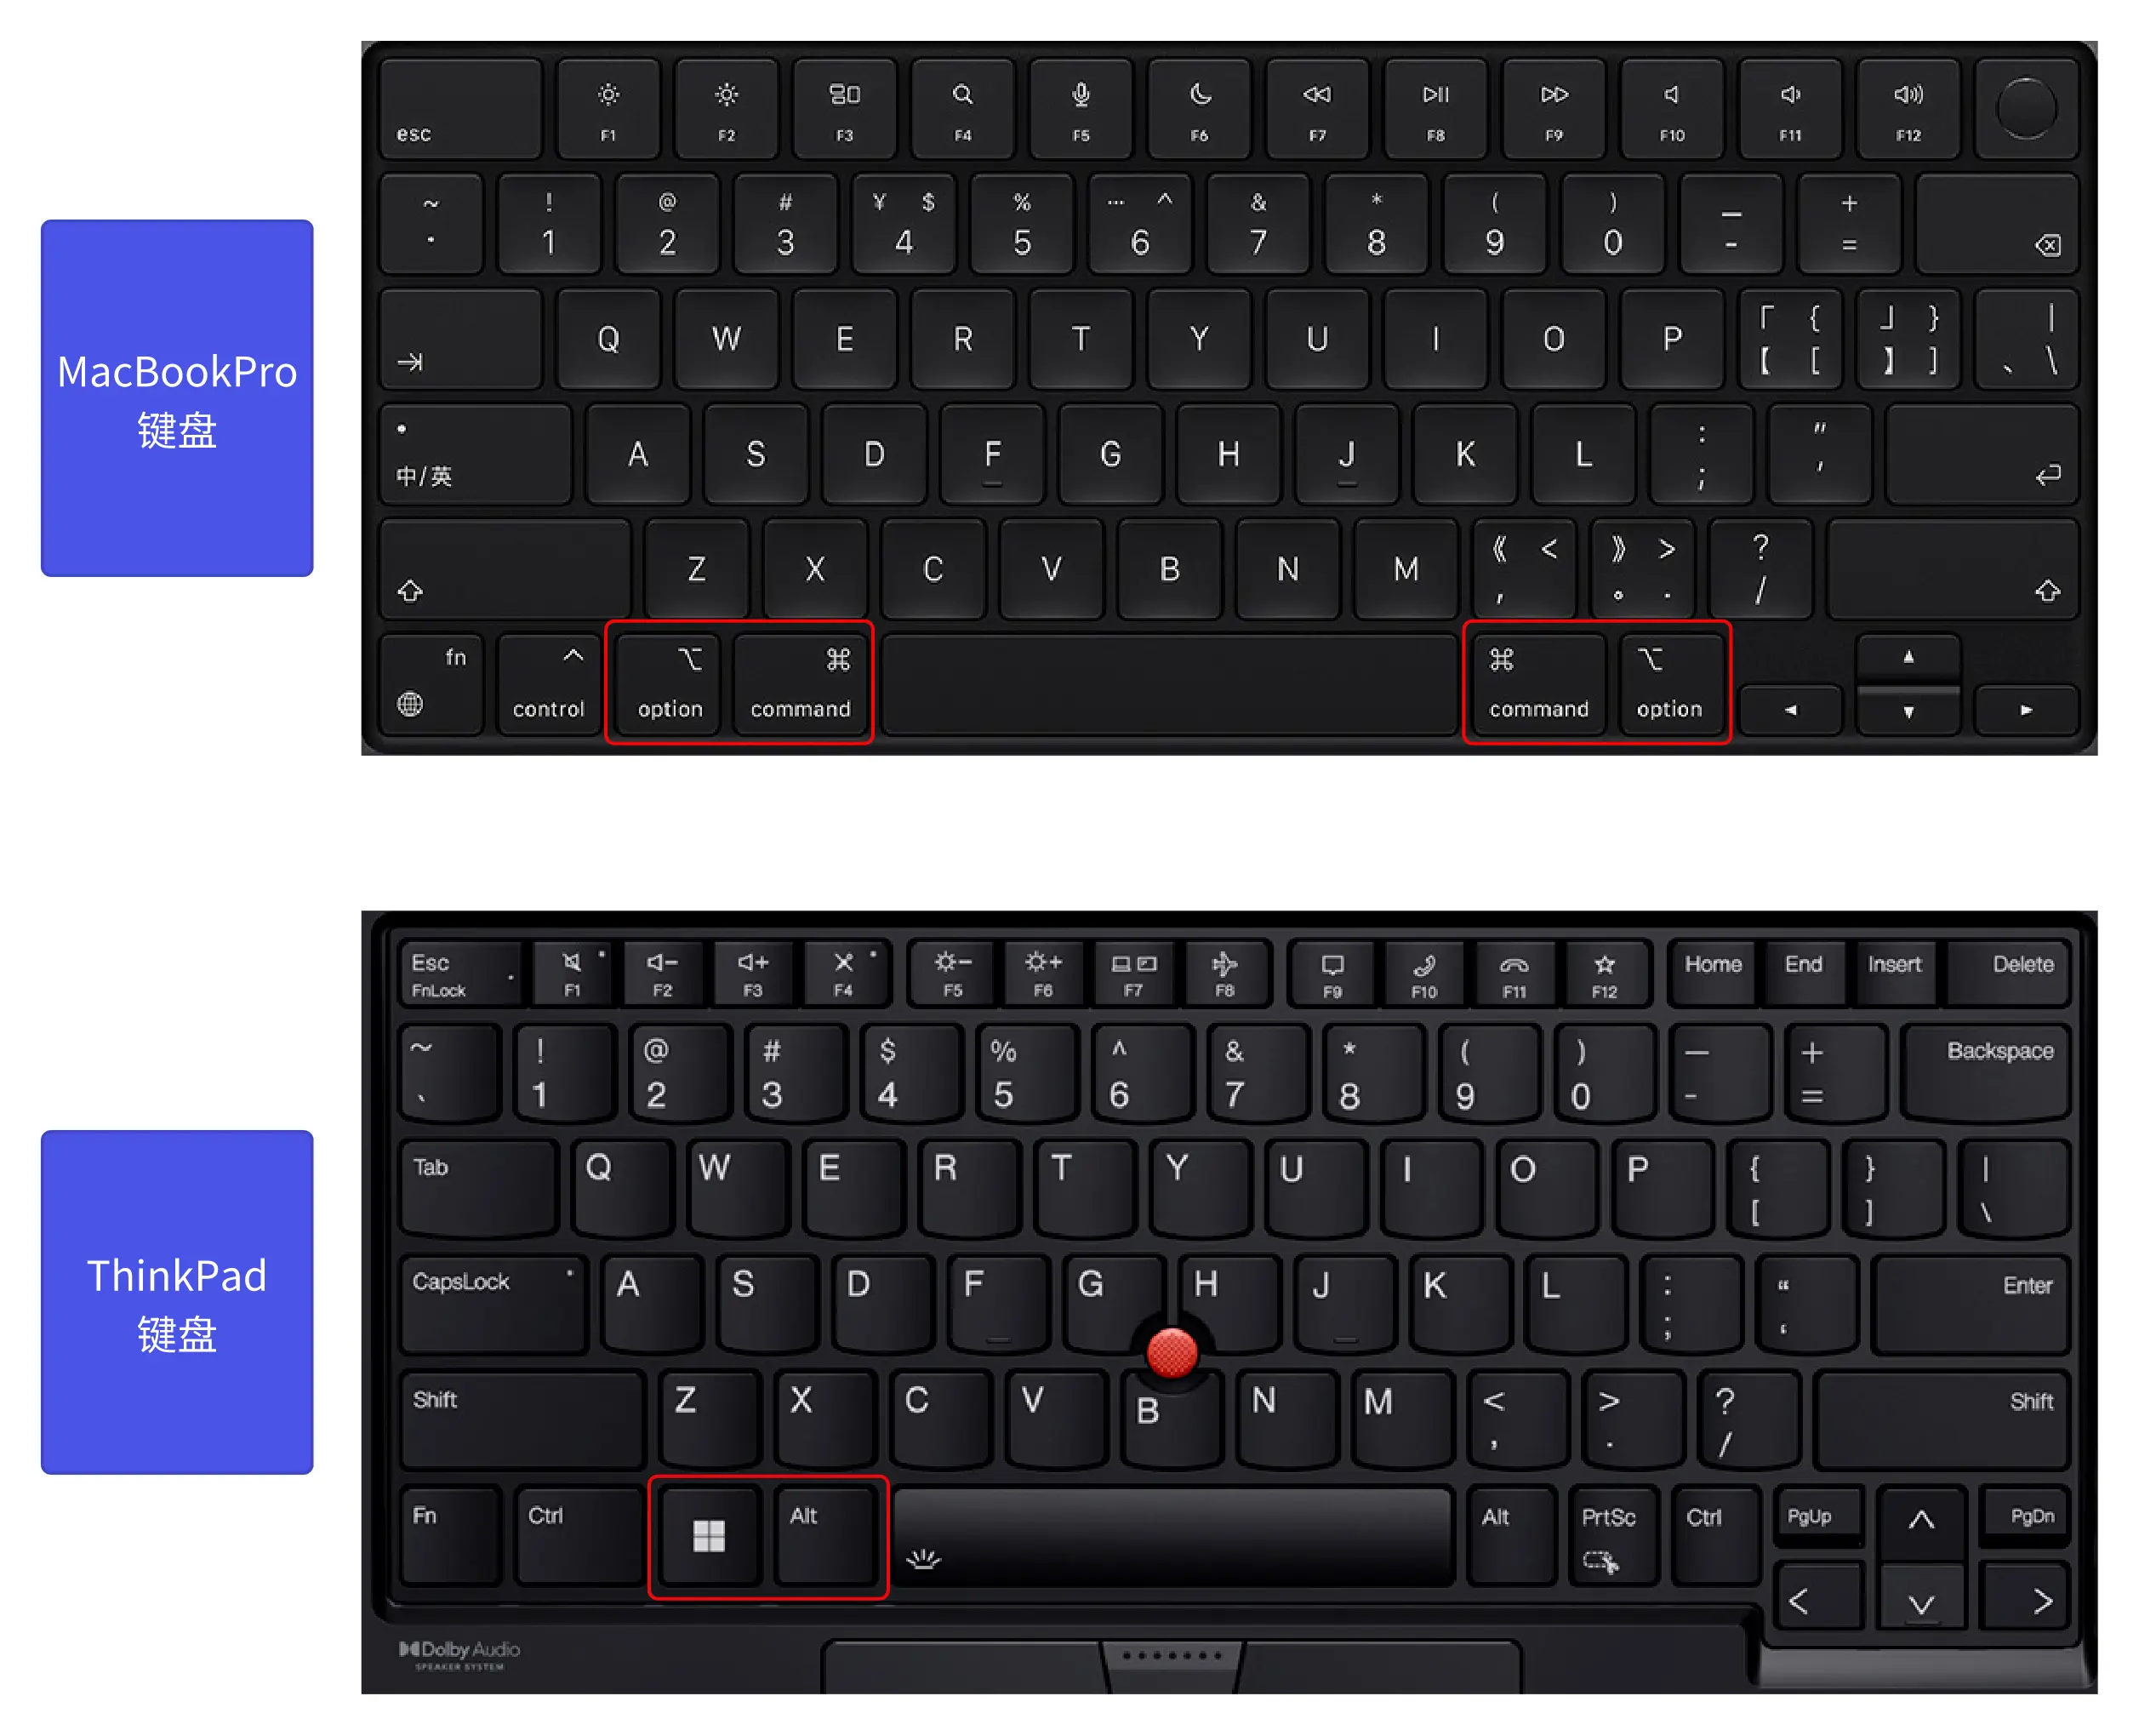 MacBookPro
键盘
esc F1 F2 F3 F4 F5 F6 F7 F8 F9 F10 F11 F12
~ ! @ # ¥ $ % … ^ & * ( ) — +
· 1 2 3 4 5 6 7 8 9 0 - =
Q W E R T Y U I O P 「 { 」 } |
【 [ 】 ] 、 \
中/英 A S D F G H J K L : "
; '
Z X C V B N M 《 < 》 > ?
, 。 . /
fn
control option command command option
ThinkPad
键盘
Esc Home End Insert Delete
FnLock F1 F2 F3 F4 F5 F6 F7 F8 F9 F10 F11 F12
~ ! @ # $ % ^ & * ( ) — + Backspace
` 1 2 3 4 5 6 7 8 9 0 - =
Tab Q W E R T Y U I O P { } |
[ ] \
CapsLock A S D F G H J K L : “ Enter
; ‘
Shift Z X C V B N M < > ? Shift
, . /
Fn Ctrl Alt Alt PrtSc Ctrl PgUp PgDn
Dolby Audio
SPEAKER SYSTEM